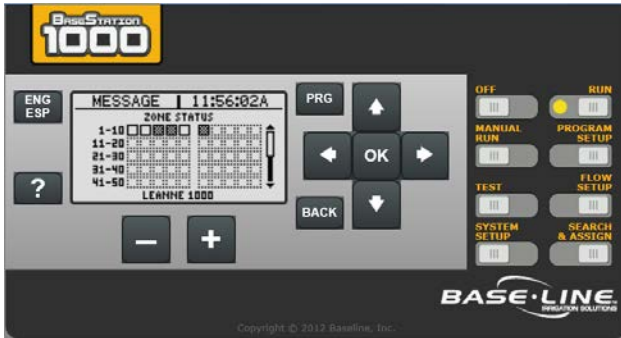 BASESTATION
1000
ENG
ESP
?
MESSAGE | 11:56:02A
ZONE STATUS
1-10
11-20
21-30
31-40
41-50
LEANNE 1000
− +
PRG
OK
BACK
OFF RUN
MANUAL
RUN
PROGRAM
SETUP
TEST
FLOW
SETUP
SYSTEM
SETUP
SEARCH
& ASSIGN
BASE·LINE
IRRIGATION SOLUTIONS
Copyright © 2012 Baseline, Inc.